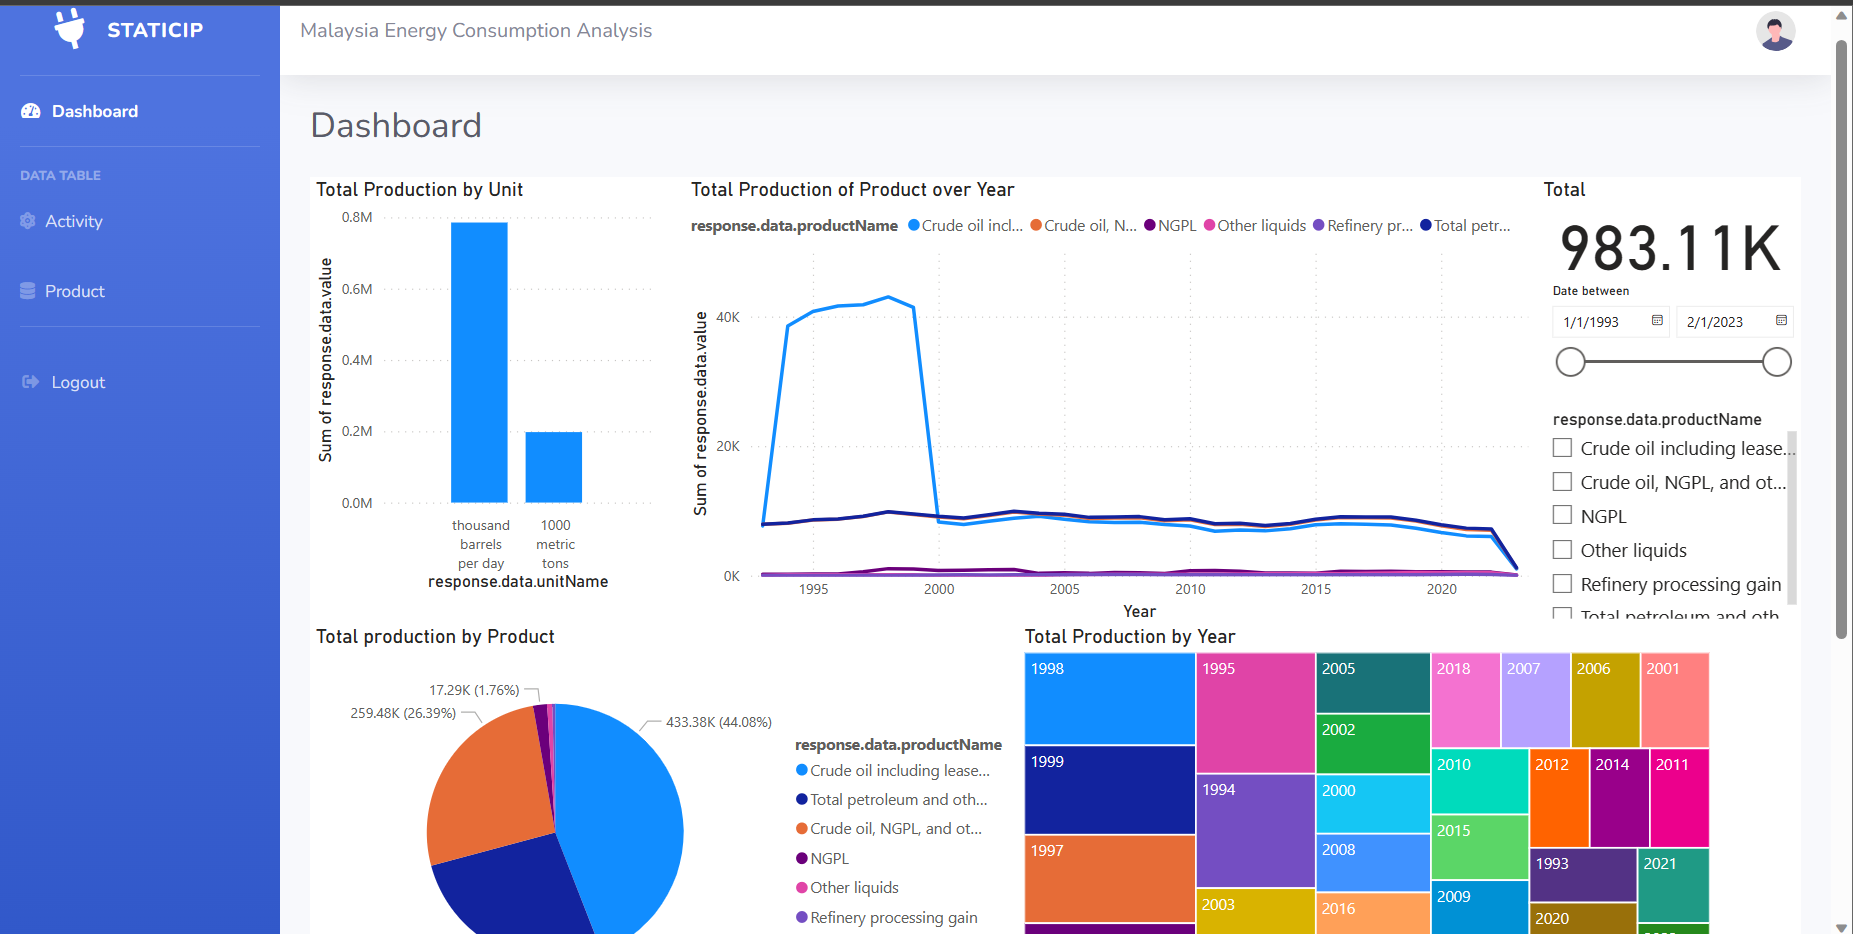 STATICIP
Malaysia Energy Consumption Analysis
Dashboard
DATA TABLE
Activity
Product
Logout
Dashboard
Total Production by Unit
0.8M
0.6M
0.4M
0.2M
0.0M
Sum of response.data.value
thousand
barrels
per day
1000
metric
tons
response.data.unitName
Total Production of Product over Year
response.data.productName Crude oil incl... Crude oil, N... NGPL Other liquids Refinery pr... Total petr...
40K
20K
0K
Sum of response.data.value
1995 2000 2005 2010 2015 2020
Year
Total
983.11K
Date between
1/1/1993 2/1/2023
response.data.productName
Crude oil including lease...
Crude oil, NGPL, and ot...
NGPL
Other liquids
Refinery processing gain
Total petroleum and oth
Total production by Product
17.29K (1.76%)
259.48K (26.39%)
433.38K (44.08%)
response.data.productName
Crude oil including lease...
Total petroleum and oth...
Crude oil, NGPL, and ot...
NGPL
Other liquids
Refinery processing gain
Total Production by Year
1998
1999
1997
1995
1994
2003
2005
2002
2000
2008
2016
2018
2007
2006
2001
2010
2015
2009
2012
2014
2011
1993
2021
2020